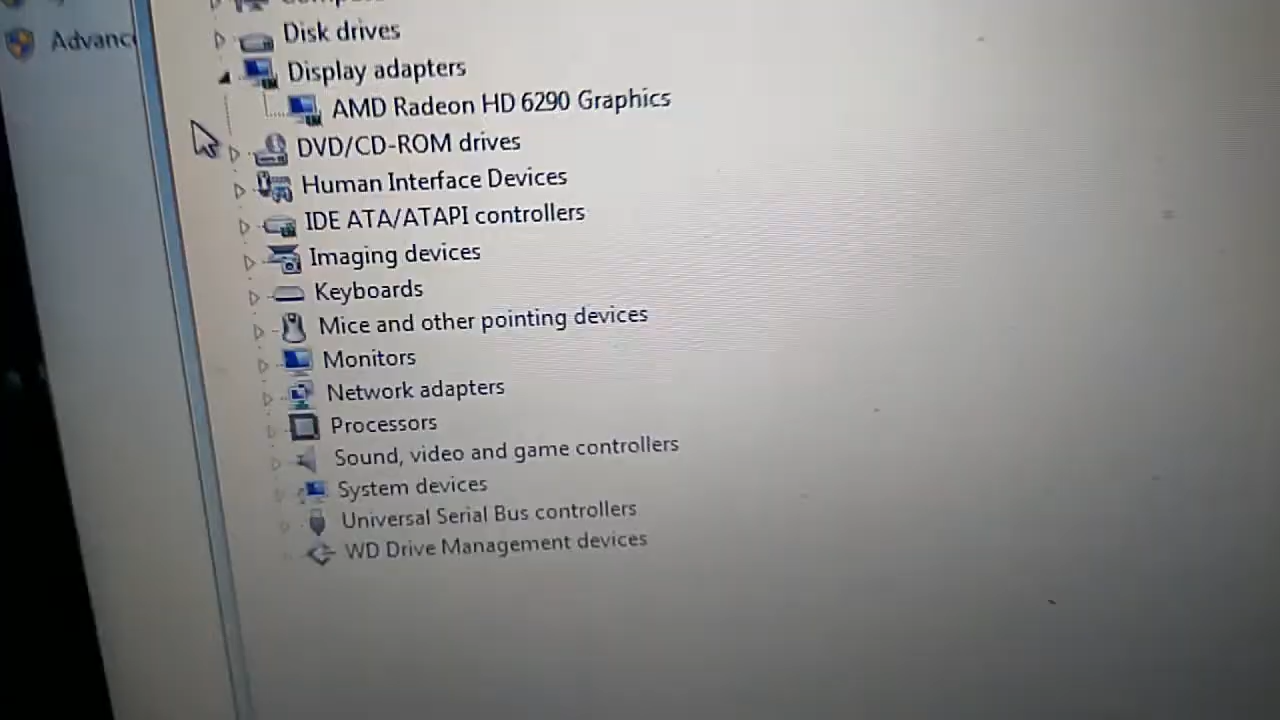 Disk drives
Advanc
Display adapters
AMD Radeon HD 6290 Graphics
DVD/CD-ROM drives
Human Interface Devices
IDE ATA/ATAPI controllers
Imaging devices
Keyboards
Mice and other pointing devices
Monitors
Network adapters
Processors
Sound, video and game controllers
System devices
Universal Serial Bus controllers
WD Drive Management devices